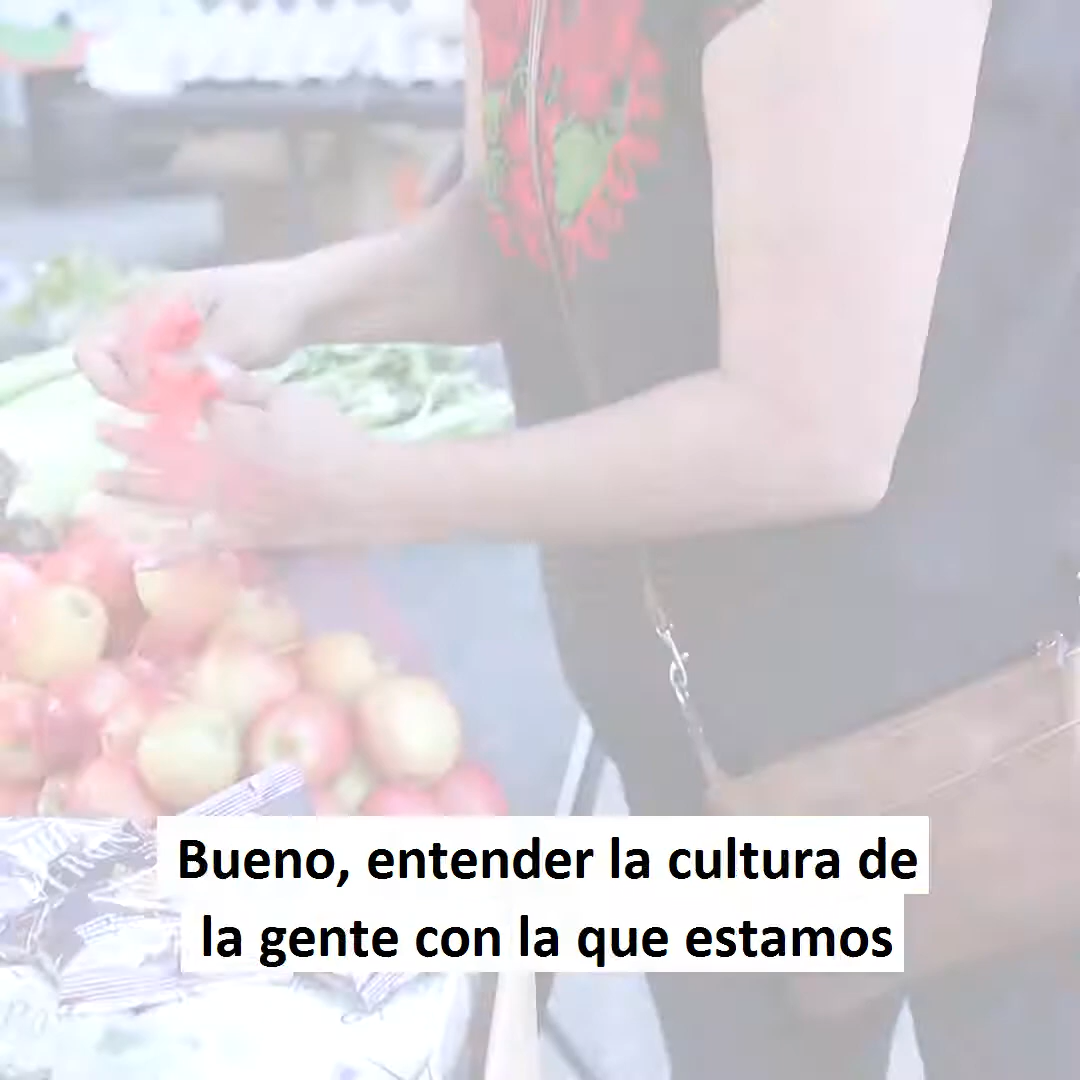 Bueno, entender la cultura de
la gente con la que estamos